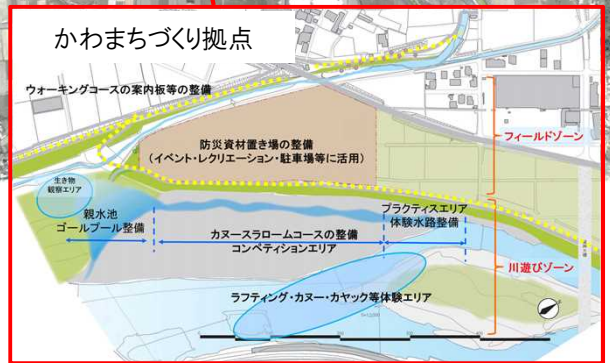 かわまちづくり拠点
ウォーキングコースの案内板等の整備
防災資材置き場の整備
(イベント・レクリエーション・駐車場等に活用)
フィールドゾーン
生き物
観察エリア
親水池
ゴールプール整備
カヌースラロームコースの整備
コンペティションエリア
プラクティスエリア
体験水路整備
川遊びゾーン
ラフティング・カヌー・カヤック等体験エリア